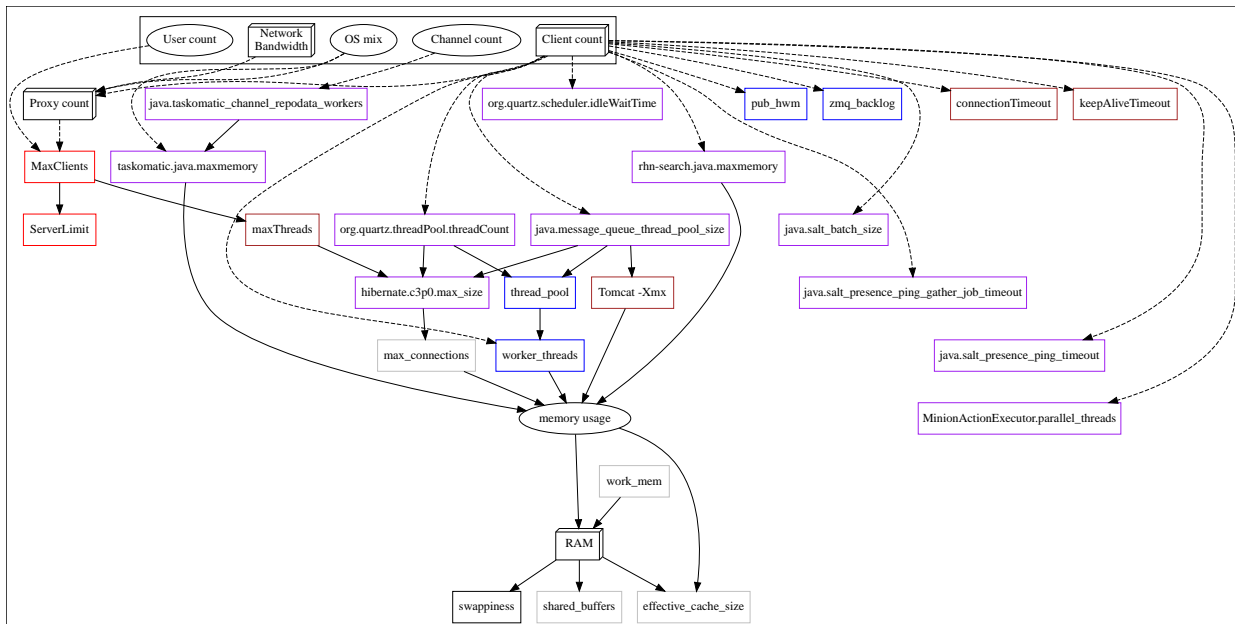 User count
Network
Bandwidth
OS mix
Channel count
Client count
Proxy count
java.taskomatic_channel_repodata_workers
org.quartz.scheduler.idleWaitTime
pub_hwm
zmq_backlog
connectionTimeout
keepAliveTimeout
MaxClients
taskomatic.java.maxmemory
rhn-search.java.maxmemory
ServerLimit
maxThreads
org.quartz.threadPool.threadCount
java.message_queue_thread_pool_size
java.salt_batch_size
hibernate.c3p0.max_size
thread_pool
Tomcat -Xmx
java.salt_presence_ping_gather_job_timeout
max_connections
worker_threads
java.salt_presence_ping_timeout
memory usage
MinionActionExecutor.parallel_threads
work_mem
RAM
swappiness
shared_buffers
effective_cache_size